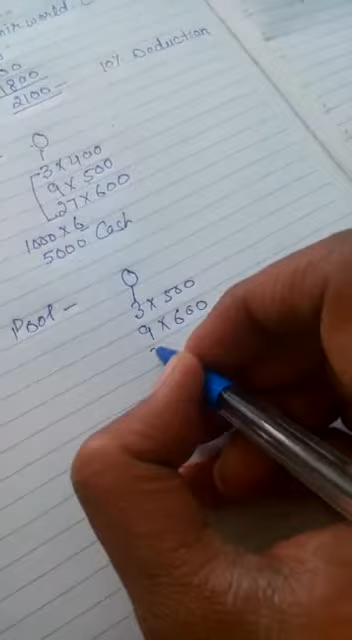 world
1800
2100
10% Deduction
3 × 400
9 × 500
27 × 600
1000 × 6
5000 Cash
Pool -
3 × 500
9 × 600